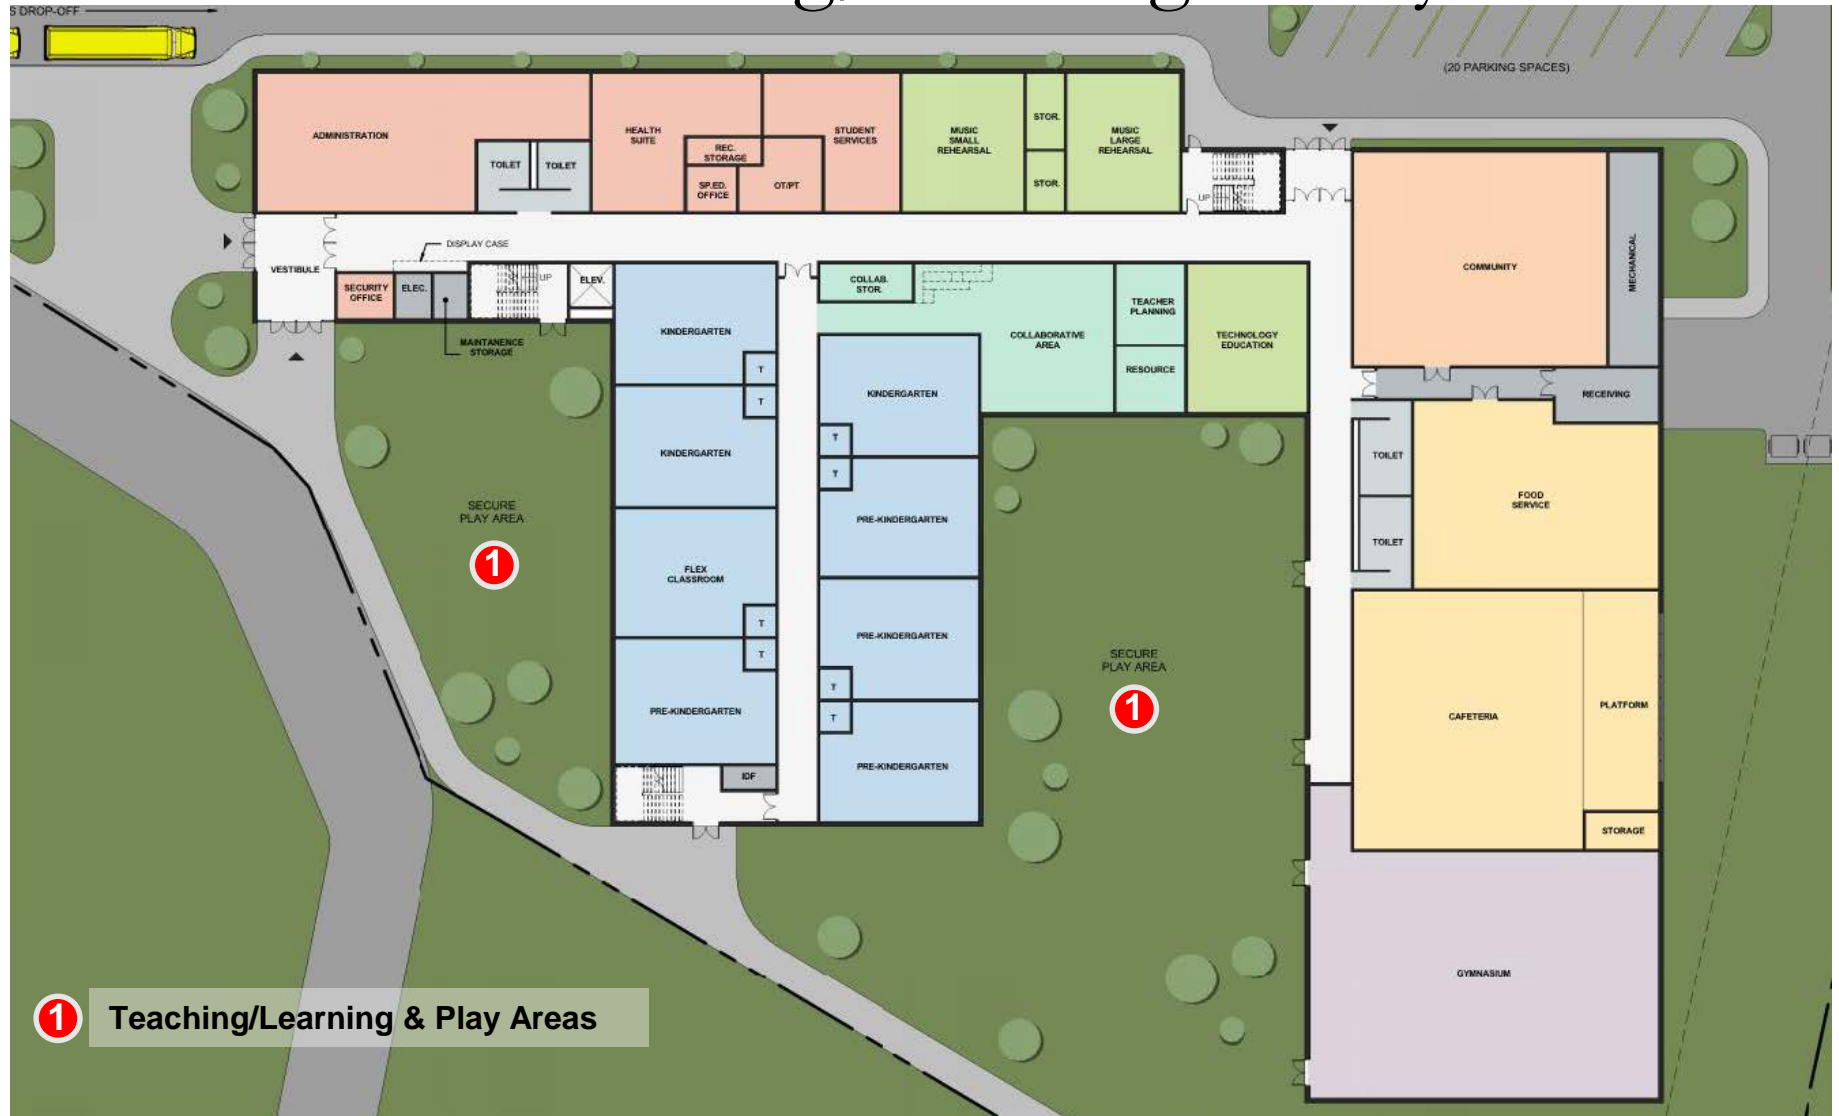 S DROP-OFF
(20 PARKING SPACES)
ADMINISTRATION
TOILET
TOILET
HEALTH
SUITE
REC.
STORAGE
SP.ED.
OFFICE
OT/PT
STUDENT
SERVICES
MUSIC
SMALL
REHEARSAL
STOR.
STOR.
MUSIC
LARGE
REHEARSAL
UP
COMMUNITY
MECHANICAL
VESTIBULE
DISPLAY CASE
SECURITY
OFFICE
ELEC.
UP
ELEV.
MAINTANENCE
STORAGE
KINDERGARTEN
T
T
KINDERGARTEN
FLEX
CLASSROOM
T
T
PRE-KINDERGARTEN
IDF
COLLAB.
STOR.
COLLABORATIVE
AREA
TEACHER
PLANNING
RESOURCE
TECHNOLOGY
EDUCATION
KINDERGARTEN
T
T
PRE-KINDERGARTEN
PRE-KINDERGARTEN
T
T
PRE-KINDERGARTEN
RECEIVING
TOILET
TOILET
FOOD
SERVICE
CAFETERIA
PLATFORM
STORAGE
GYMNASIUM
SECURE
PLAY AREA
1
SECURE
PLAY AREA
1
1 Teaching/Learning & Play Areas